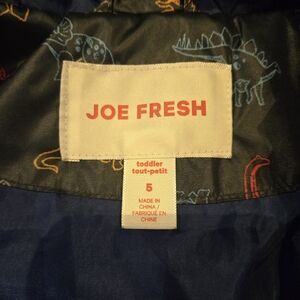 JOE FRESH
toddler
tout-petit
5
MADE IN
CHINA /
FABRIQUÉ EN
CHINE